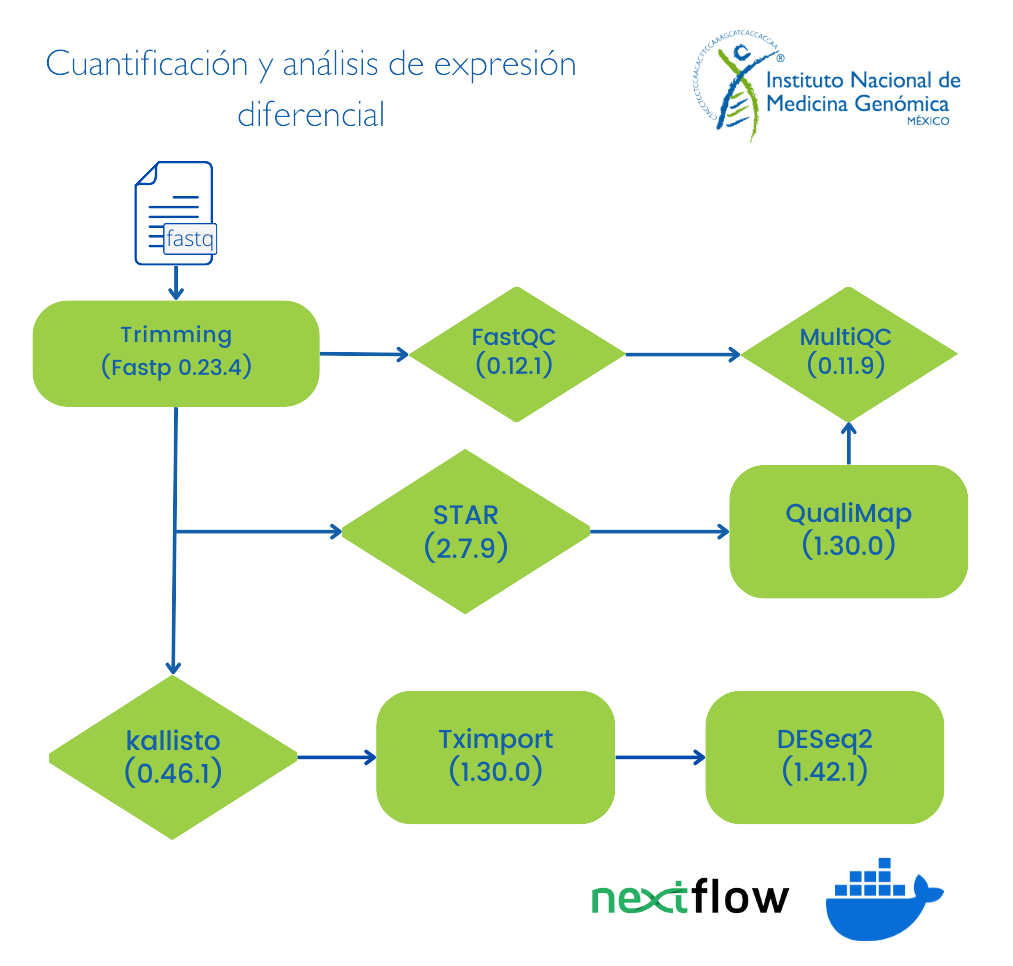 Cuantificación y análisis de expresión
diferencial
CTACCTCCTCCAACACTTCCAAAGCATCACCACCAA
®
Instituto Nacional de
Medicina Genómica
MÉXICO
fastq
Trimming
(Fastp 0.23.4)
FastQC
(0.12.1)
MultiQC
(0.11.9)
STAR
(2.7.9)
QualiMap
(1.30.0)
kallisto
(0.46.1)
Tximport
(1.30.0)
DESeq2
(1.42.1)
nextflow